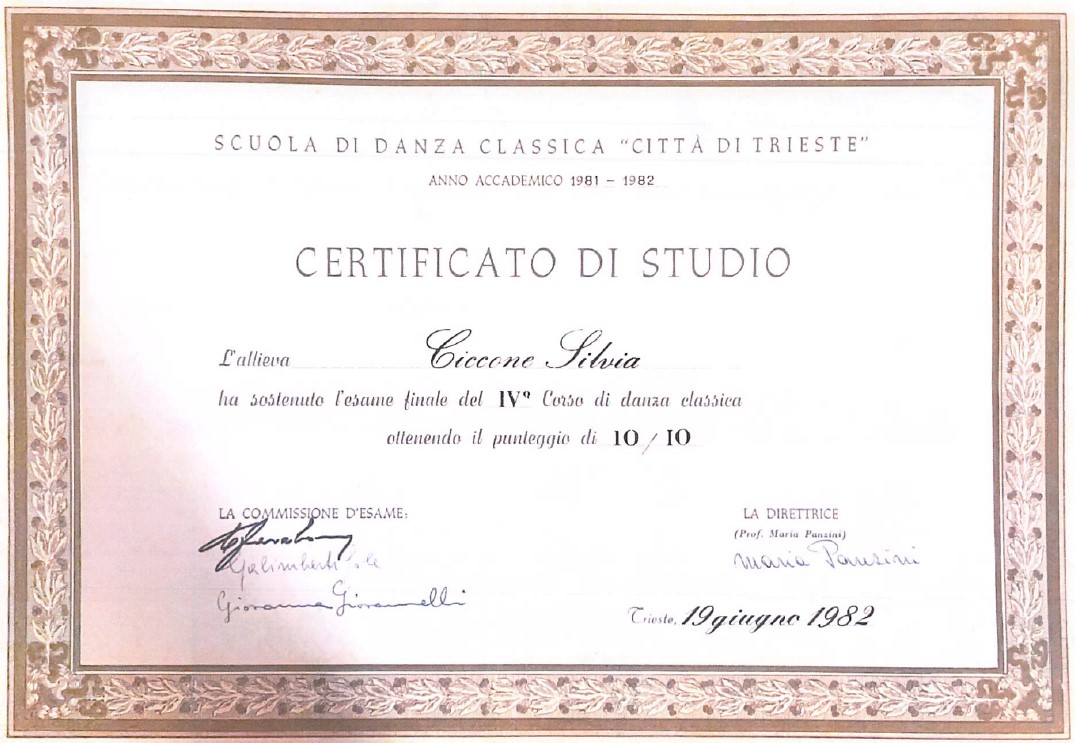 SCUOLA DI DANZA CLASSICA "CITTÀ DI TRIESTE"
ANNO ACCADEMICO 1981 - 1982
CERTIFICATO DI STUDIO
L'allieva Ciccone Silvia
ha sostenuto l'esame finale del IVº Corso di danza classica
ottenendo il punteggio di 10 / 10
LA COMMISSIONE D'ESAME:
Galimberti
Giovanna Giovannelli
LA DIRETTRICE
(Prof. Maria Panzini)
Maria Panzini
Trieste, 19 giugno 1982